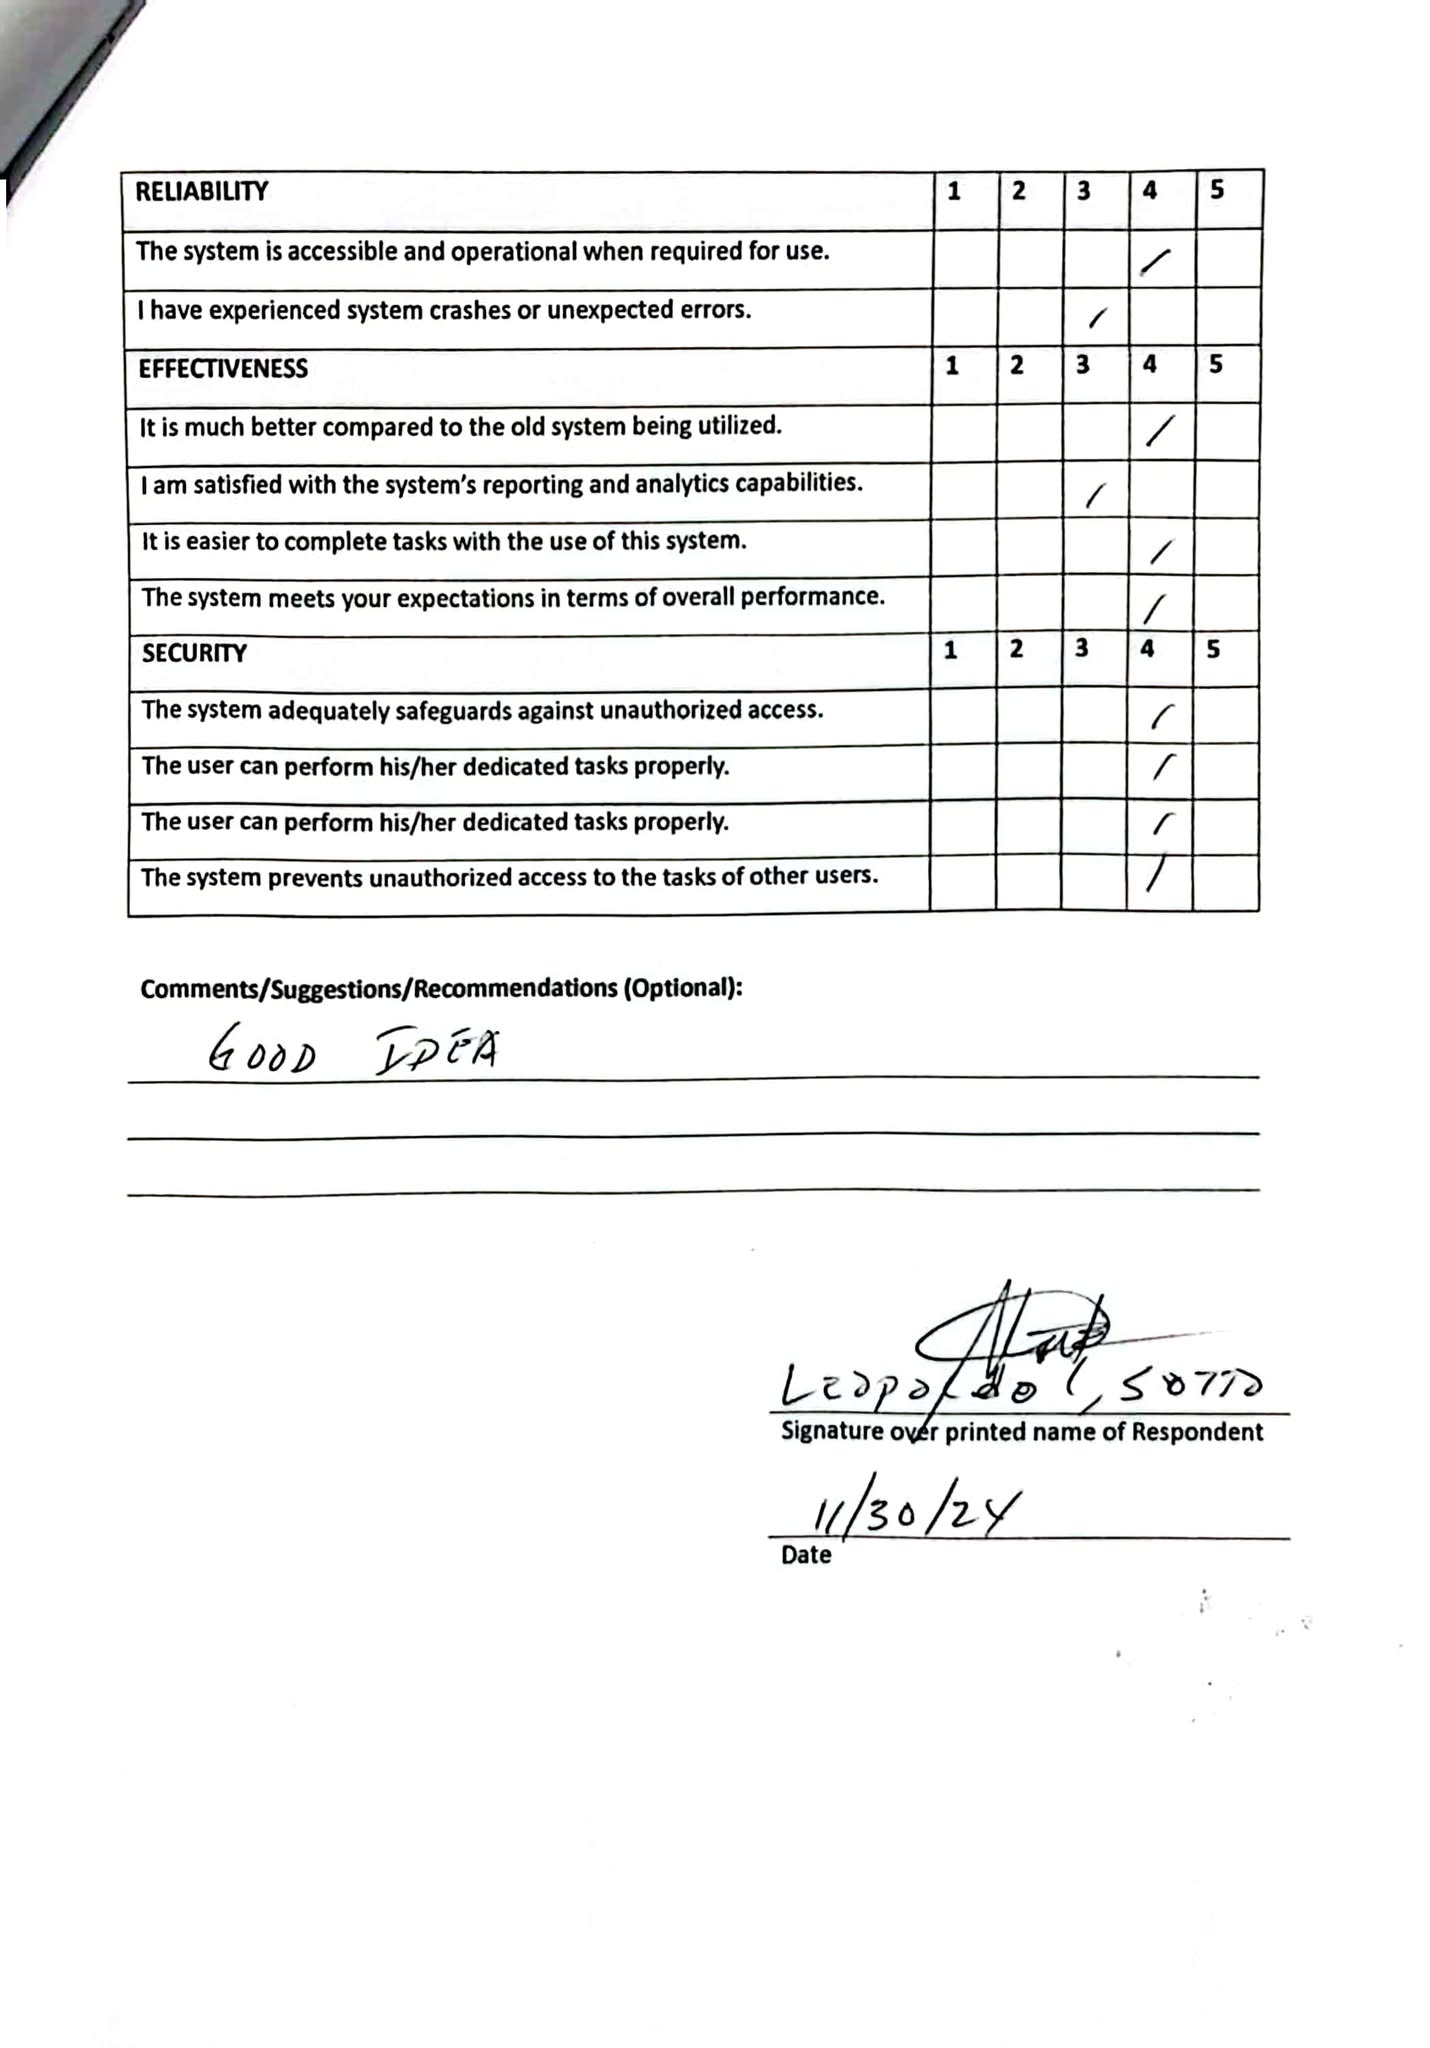 RELIABILITY 1 2 3 4 5
The system is accessible and operational when required for use. /
I have experienced system crashes or unexpected errors. /
EFFECTIVENESS 1 2 3 4 5
It is much better compared to the old system being utilized. /
I am satisfied with the system's reporting and analytics capabilities. /
It is easier to complete tasks with the use of this system. /
The system meets your expectations in terms of overall performance. /
SECURITY 1 2 3 4 5
The system adequately safeguards against unauthorized access. /
The user can perform his/her dedicated tasks properly. /
The user can perform his/her dedicated tasks properly. /
The system prevents unauthorized access to the tasks of other users. /
Comments/Suggestions/Recommendations (Optional):
GOOD IDEA
Leopoldo SOTTO
Signature over printed name of Respondent
11/30/24
Date